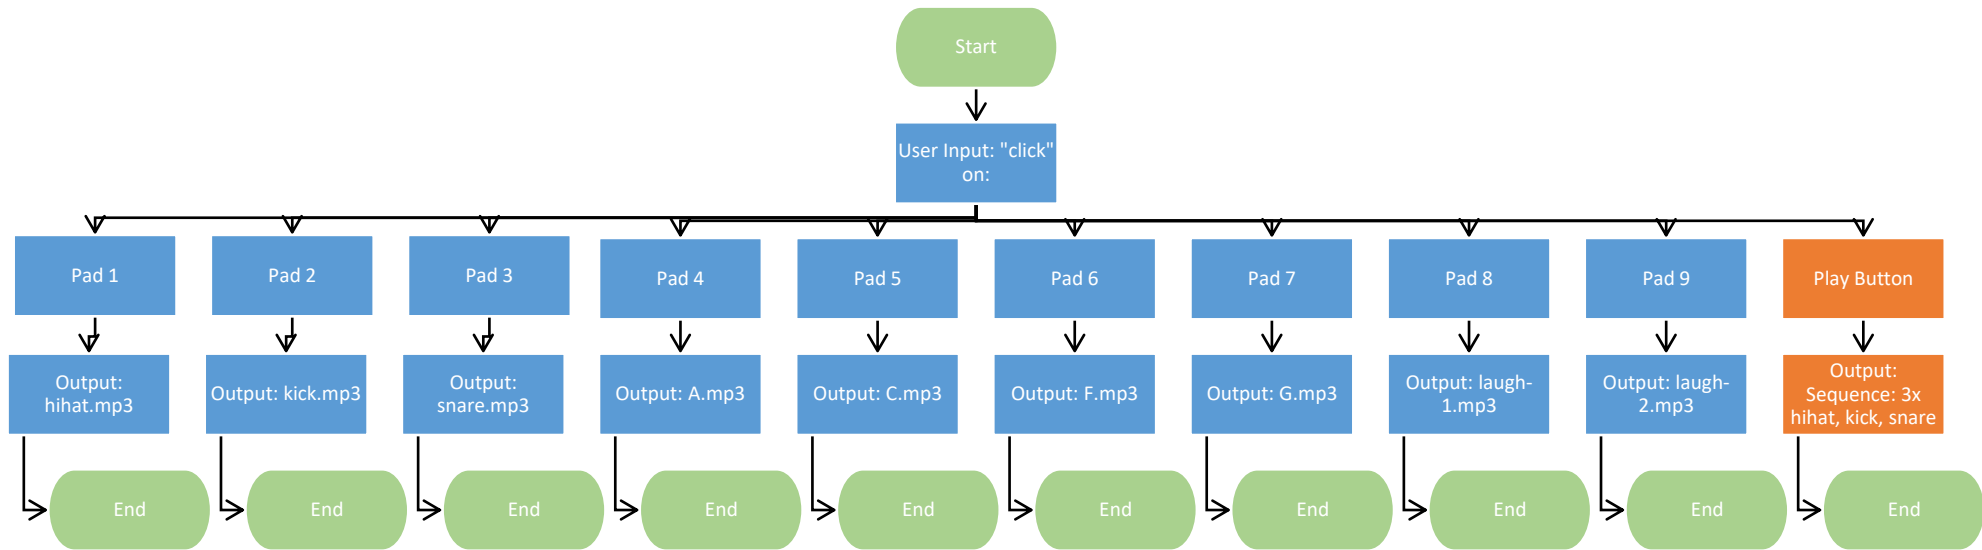 Start
User Input: "click"
on:
Pad 1
Pad 2
Pad 3
Pad 4
Pad 5
Pad 6
Pad 7
Pad 8
Pad 9
Play Button
Output:
hihat.mp3
Output: kick.mp3
Output:
snare.mp3
Output: A.mp3
Output: C.mp3
Output: F.mp3
Output: G.mp3
Output: laugh-
1.mp3
Output: laugh-
2.mp3
Output:
Sequence: 3x
hihat, kick, snare
End
End
End
End
End
End
End
End
End
End